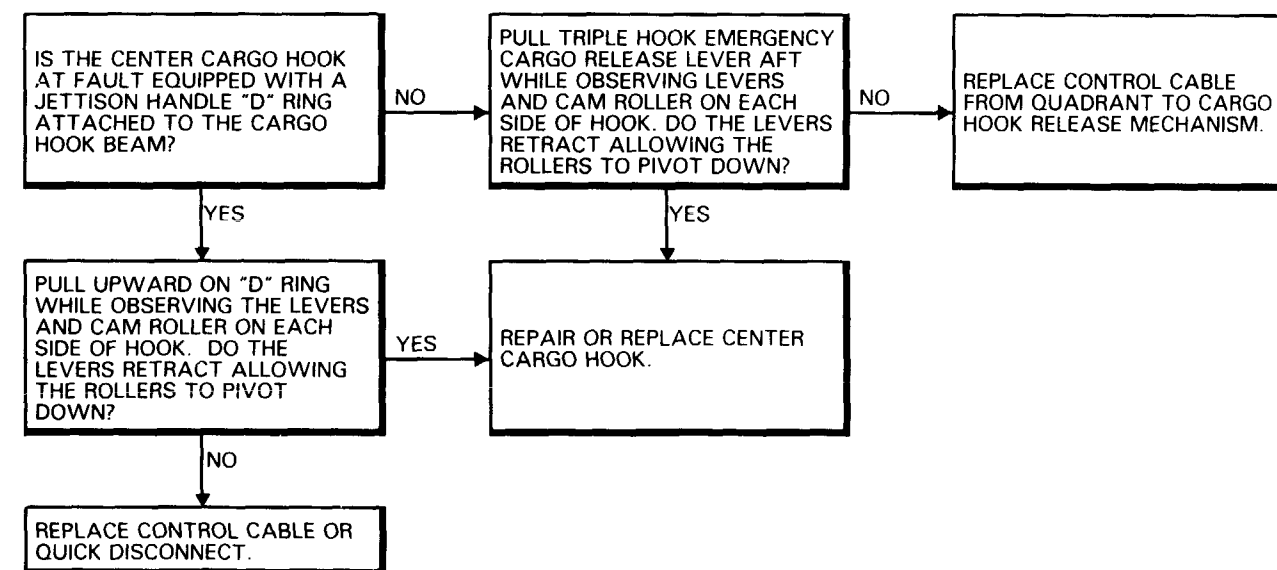 IS THE CENTER CARGO HOOK
AT FAULT EQUIPPED WITH A
JETTISON HANDLE "D" RING
ATTACHED TO THE CARGO
HOOK BEAM?
NO
PULL TRIPLE HOOK EMERGENCY
CARGO RELEASE LEVER AFT
WHILE OBSERVING LEVERS
AND CAM ROLLER ON EACH
SIDE OF HOOK. DO THE LEVERS
RETRACT ALLOWING THE
ROLLERS TO PIVOT DOWN?
NO
REPLACE CONTROL CABLE
FROM QUADRANT TO CARGO
HOOK RELEASE MECHANISM.
YES
YES
PULL UPWARD ON "D" RING
WHILE OBSERVING THE LEVERS
AND CAM ROLLER ON EACH
SIDE OF HOOK. DO THE
LEVERS RETRACT ALLOWING
THE ROLLERS TO PIVOT
DOWN?
YES
REPAIR OR REPLACE CENTER
CARGO HOOK.
NO
REPLACE CONTROL CABLE OR
QUICK DISCONNECT.